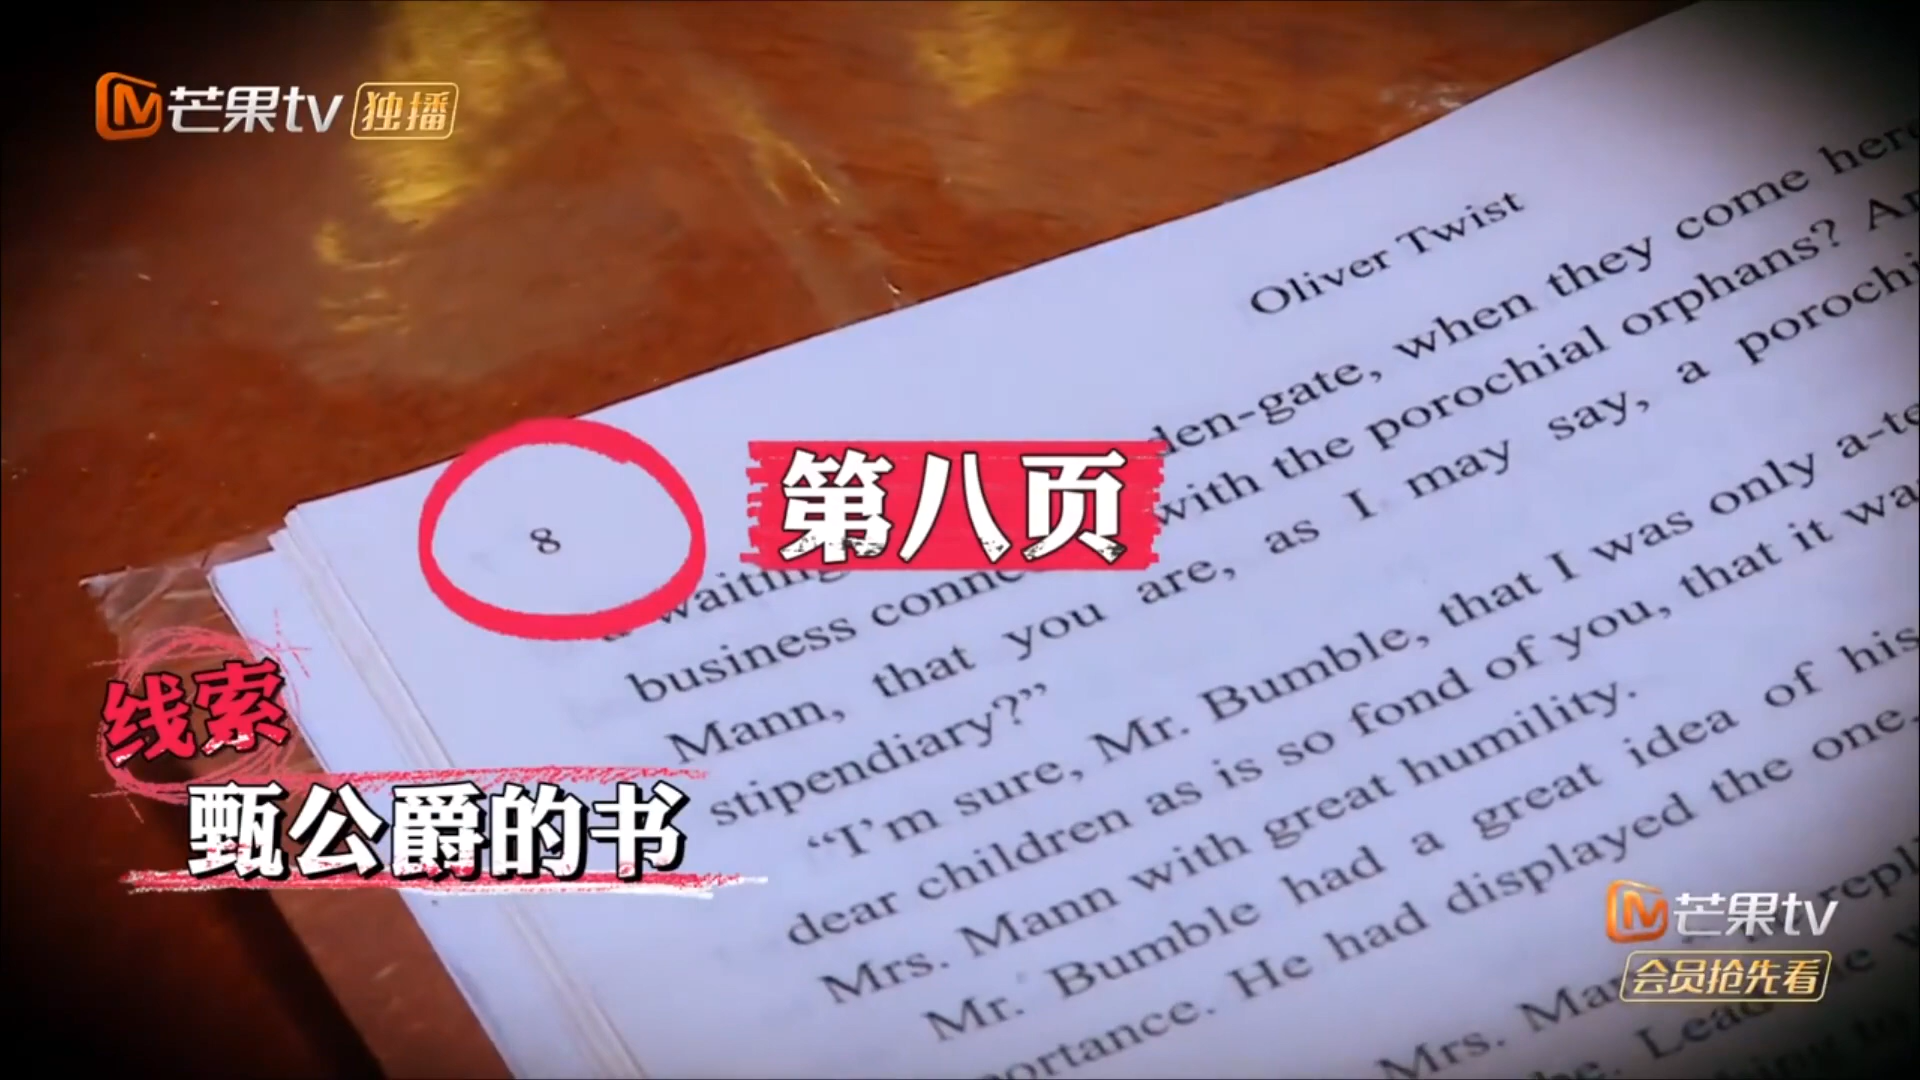 芒果tv 独播
Oliver Twist
8
第八页
den-gate, when they come here
business with the porochial orphans? 
Mann, that you are, as I may say, a
stipendiary?”
“I’m sure, Mr. Bumble, that I was only
dear children as is so fond of you, that it
Mrs. Mann with great humility.
Mr. Bumble had a great idea of his
He had displayed the one,
线索
甄公爵的书
芒果tv
会员抢先看